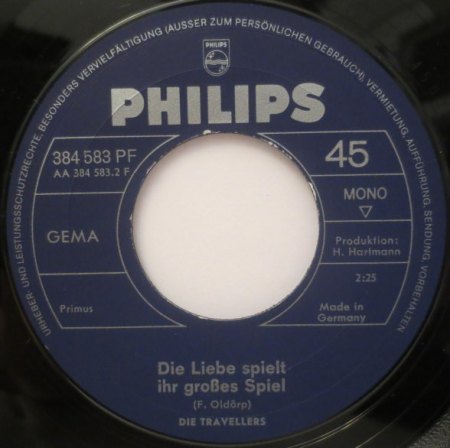 URHEBER- UND LEISTUNGSSCHUTZRECHTE, BESONDERS VERVIELFÄLTIGUNG (AUSSER ZUM PERSÖNLICHEN GEBRAUCH), VERMIETUNG, AUFFÜHRUNG, SENDUNG, VORBEHALTEN
PHILIPS
PHILIPS
384 583 PF
AA 384 583.2 F
45
MONO
GEMA
Produktion:
H. Hartmann
2:25
Primus
Made in
Germany
Die Liebe spielt
ihr großes Spiel
(F. Oldörp)
DIE TRAVELLERS